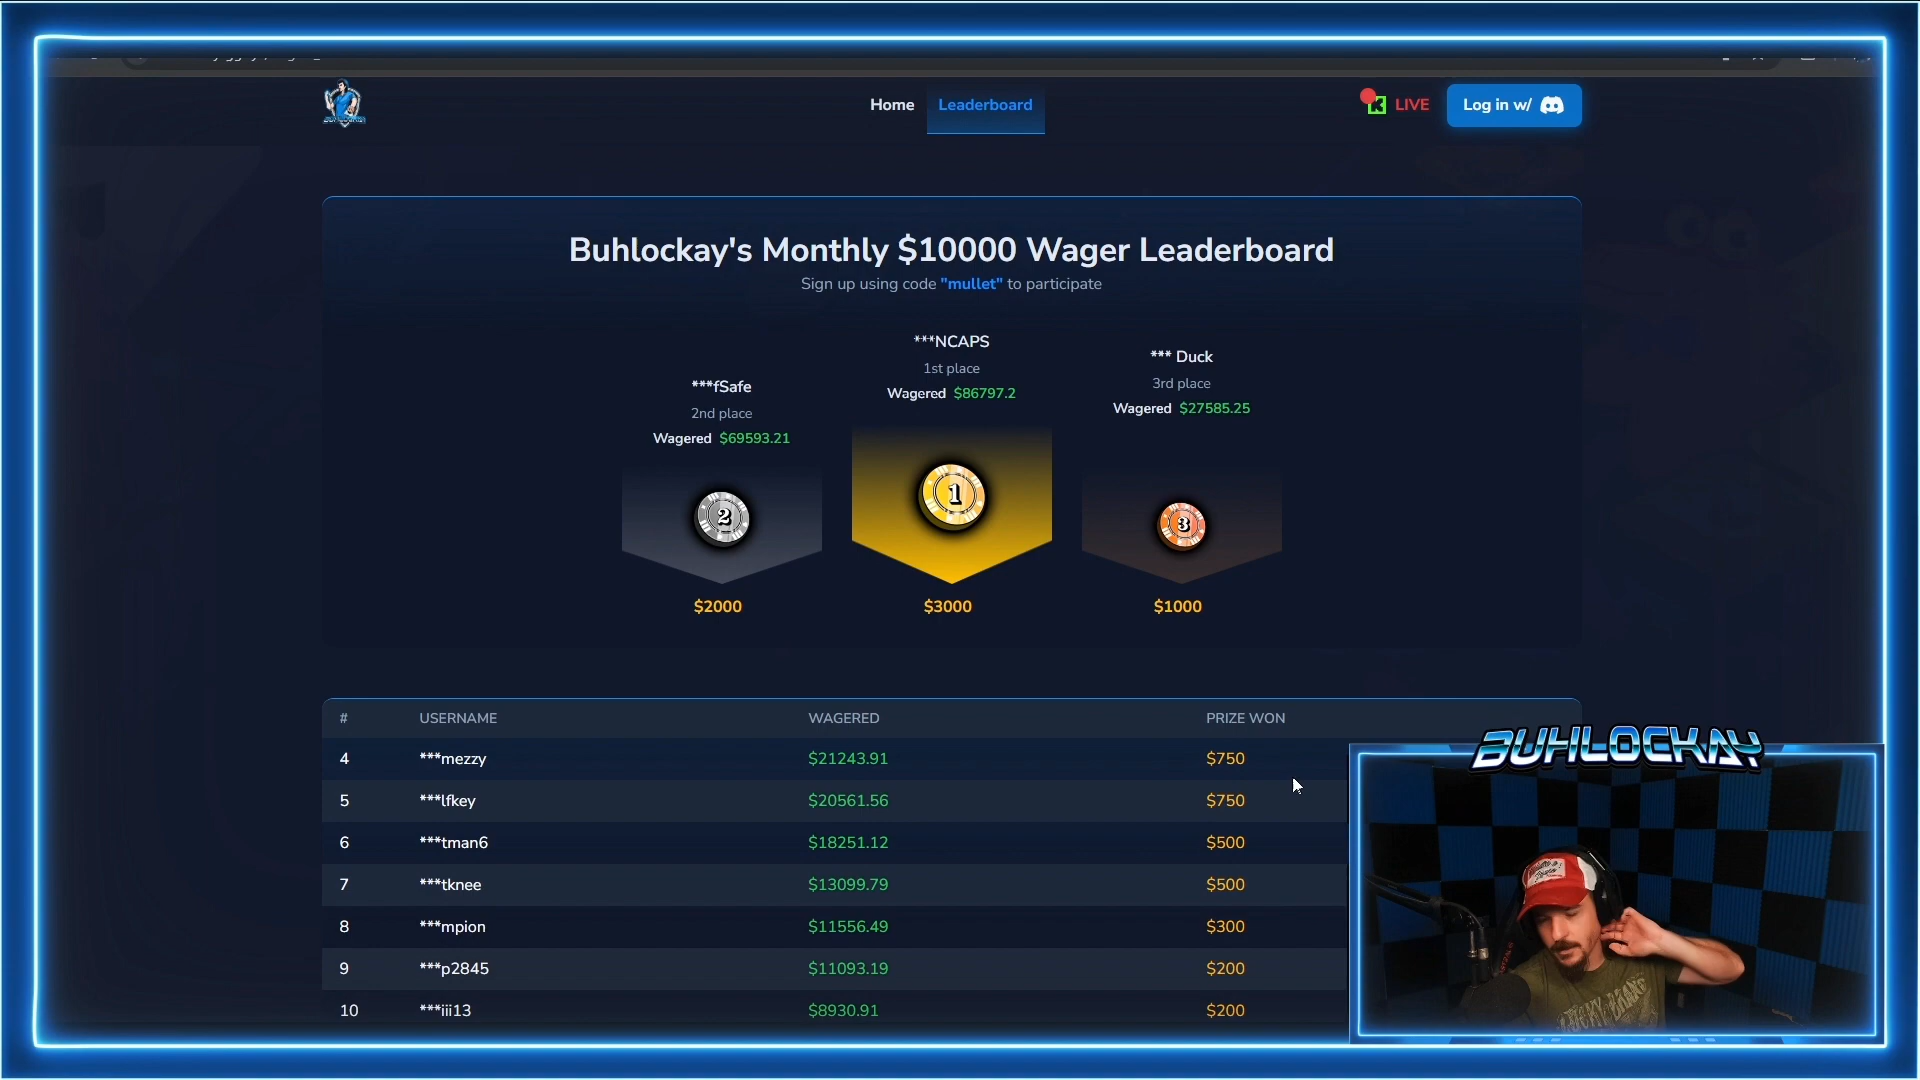 Home
Leaderboard
LIVE
Log in w/
Buhlockay's Monthly $10000 Wager Leaderboard
Sign up using code "mullet" to participate
***NCAPS
1st place
Wagered $86797.2
***fSafe
2nd place
Wagered $69593.21
*** Duck
3rd place
Wagered $27585.25
2
1
3
$2000
$3000
$1000
# USERNAME WAGERED PRIZE WON
4 ***mezzy $21243.91 $750
5 ***lfkey $20561.56 $750
6 ***tman6 $18251.12 $500
7 ***tknee $13099.79 $500
8 ***mpion $11556.49 $300
9 ***p2845 $11093.19 $200
10 ***iii13 $8930.91 $200
BUHLOCKAY